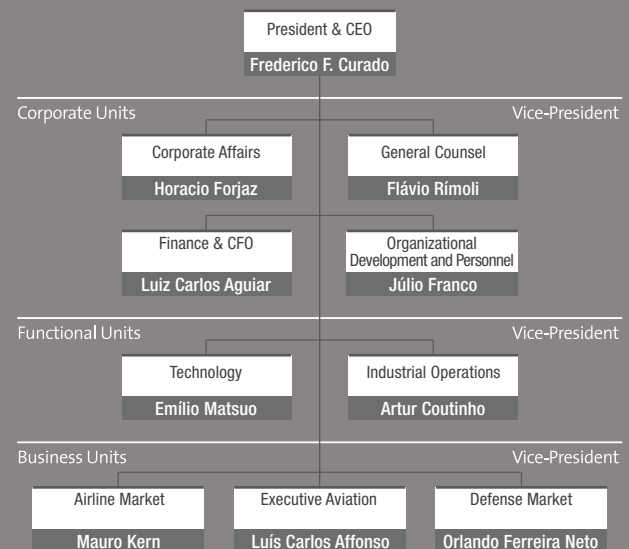 President & CEO
Frederico F. Curado
Corporate Units
Vice-President
Corporate Affairs
Horacio Forjaz
General Counsel
Flávio Rímoli
Finance & CFO
Luiz Carlos Aguiar
Organizational
Development and Personnel
Júlio Franco
Functional Units
Vice-President
Technology
Emílio Matsuo
Industrial Operations
Artur Coutinho
Business Units
Vice-President
Airline Market
Mauro Kern
Executive Aviation
Luís Carlos Affonso
Defense Market
Orlando Ferreira Neto